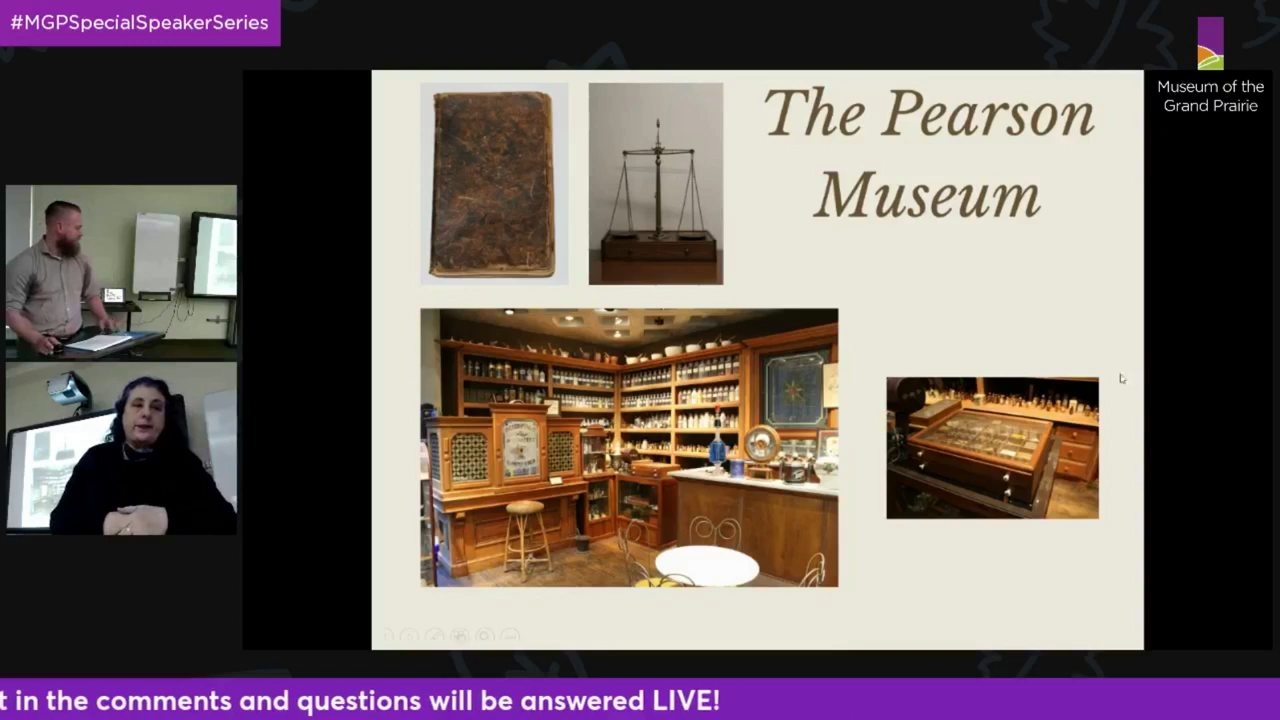 #MGPSpecialSpeakerSeries
The Pearson
Museum
Museum of the
Grand Prairie
t in the comments and questions will be answered LIVE!